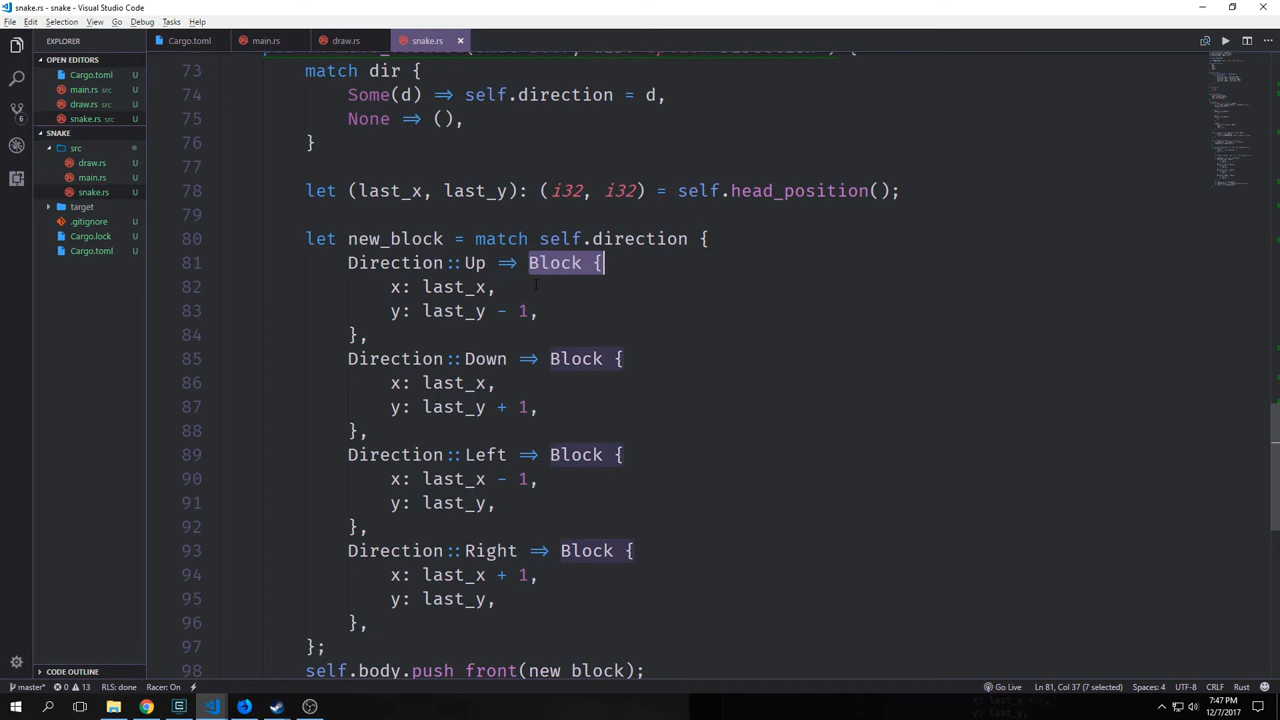 snake.rs - snake - Visual Studio Code
File Edit Selection View Go Debug Tasks Help
EXPLORER
OPEN EDITORS
Cargo.toml
main.rs src
draw.rs src
snake.rs src
SNAKE
src
draw.rs
main.rs
snake.rs
target
.gitignore
Cargo.lock
Cargo.toml
CODE OUTLINE
Cargo.toml main.rs draw.rs snake.rs
73 match dir {
74 Some(d) => self.direction = d,
75 None => (),
76 }
77
78 let (last_x, last_y): (i32, i32) = self.head_position();
79
80 let new_block = match self.direction {
81 Direction::Up => Block {
82 x: last_x,
83 y: last_y - 1,
84 },
85 Direction::Down => Block {
86 x: last_x,
87 y: last_y + 1,
88 },
89 Direction::Left => Block {
90 x: last_x - 1,
91 y: last_y,
92 },
93 Direction::Right => Block {
94 x: last_x + 1,
95 y: last_y,
96 },
97 };
98 self.body.push_front(new_block);
master* 0 13 RLS: done Racer: On Go Live Ln 81, Col 37 (7 selected) Spaces: 4 UTF-8 CRLF Rust
7:47 PM
12/7/2017